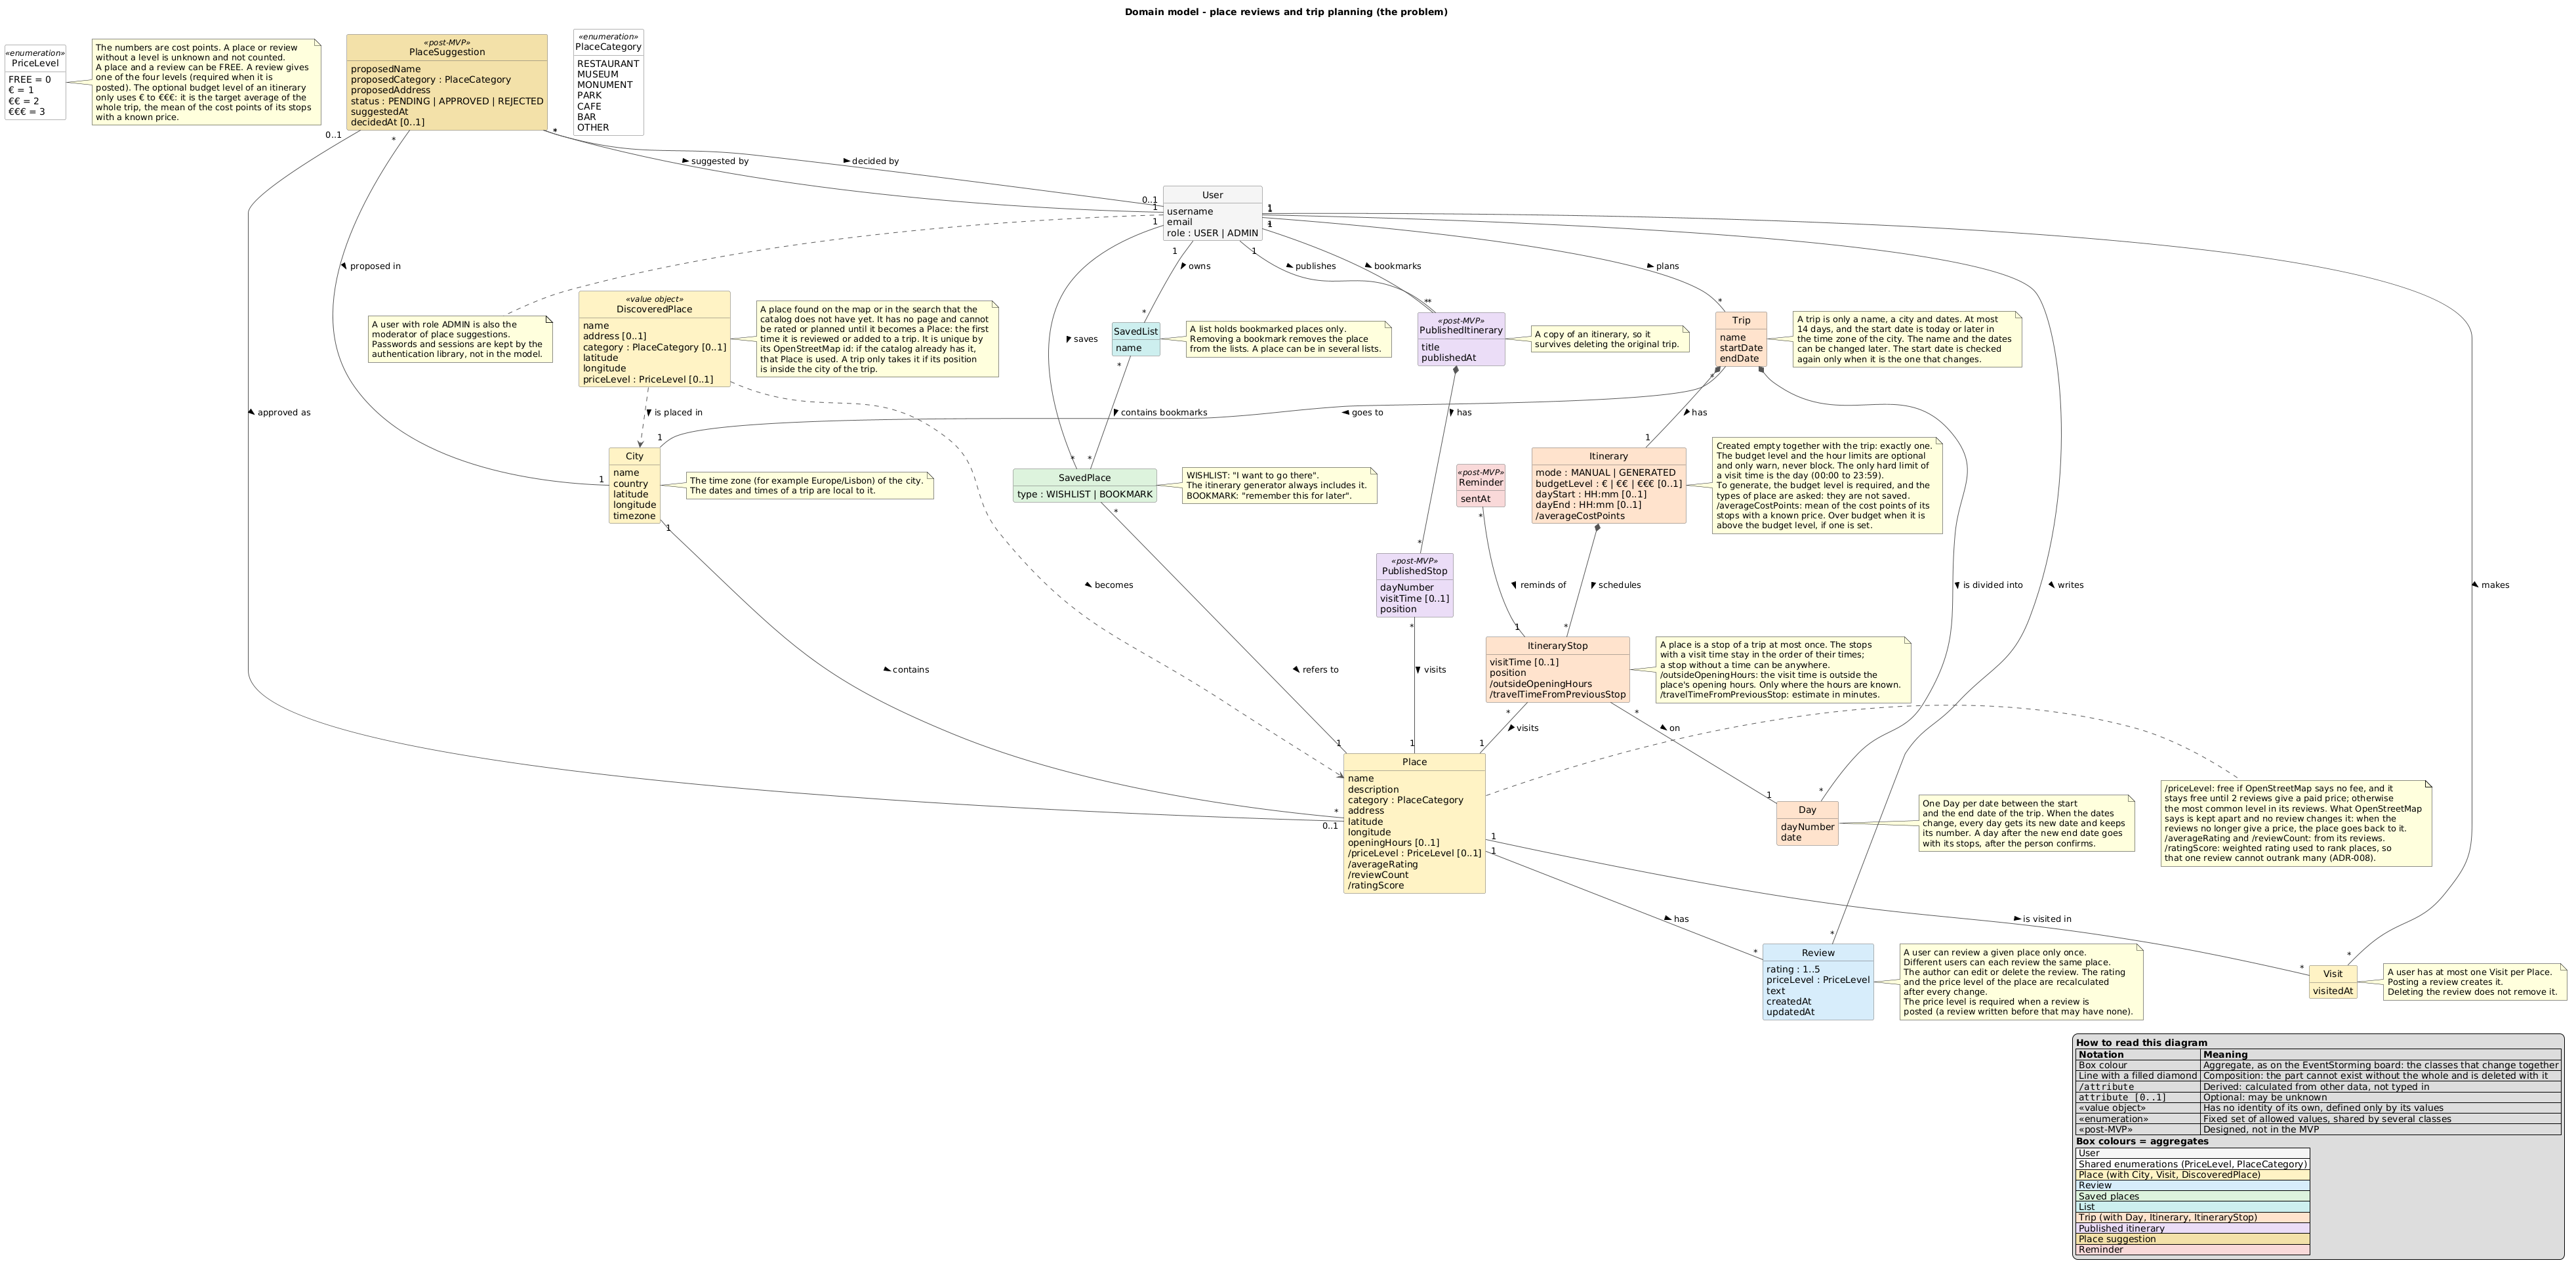 Domain model - place reviews and trip planning (the problem)
«enumeration»
PriceLevel
FREE = 0
€ = 1
€€ = 2
€€€ = 3
The numbers are cost points. A place or review
without a level is unknown and not counted.
A place and a review can be FREE. A review gives
one of the four levels (required when it is
posted). The optional budget level of an itinerary
only uses € to €€€: it is the target average of the
whole trip, the mean of the cost points of its stops
with a known price.
«post-MVP»
PlaceSuggestion
proposedName
proposedCategory : PlaceCategory
proposedAddress
status : PENDING | APPROVED | REJECTED
suggestedAt
decidedAt [0..1]
«enumeration»
PlaceCategory
RESTAURANT
MUSEUM
MONUMENT
PARK
CAFE
BAR
OTHER
0..1
*
*
suggested by
decided by
User
username
email
role : USER | ADMIN
0..1
1
1
1
1
1
*
1
1
proposed in
owns
publishes
bookmarks
plans
A user with role ADMIN is also the
moderator of place suggestions.
Passwords and sessions are kept by the
authentication library, not in the model.
«value object»
DiscoveredPlace
name
address [0..1]
category : PlaceCategory [0..1]
latitude
longitude
priceLevel : PriceLevel [0..1]
A place found on the map or in the search that the
catalog does not have yet. It has no page and cannot
be rated or planned until it becomes a Place: the first
time it is reviewed or added to a trip. It is unique by
its OpenStreetMap id: if the catalog already has it,
that Place is used. A trip only takes it if its position
is inside the city of the trip.
saves
*
SavedList
name
A list holds bookmarked places only.
Removing a bookmark removes the place
from the lists. A place can be in several lists.
**
«post-MVP»
PublishedItinerary
title
publishedAt
A copy of an itinerary, so it
survives deleting the original trip.
*
Trip
name
startDate
endDate
A trip is only a name, a city and dates. At most
14 days, and the start date is today or later in
the time zone of the city. The name and the dates
can be changed later. The start date is checked
again only when it is the one that changes.
*
*
approved as
is placed in
contains bookmarks
goes to
has
has
1
1
City
name
country
latitude
longitude
timezone
1
1
The time zone (for example Europe/Lisbon) of the city.
The dates and times of a trip are local to it.
*
*
SavedPlace
type : WISHLIST | BOOKMARK
*
WISHLIST: "I want to go there".
The itinerary generator always includes it.
BOOKMARK: "remember this for later".
«post-MVP»
Reminder
sentAt
*
Itinerary
mode : MANUAL | GENERATED
budgetLevel : € | €€ | €€€ [0..1]
dayStart : HH:mm [0..1]
dayEnd : HH:mm [0..1]
/averageCostPoints
Created empty together with the trip: exactly one.
The budget level and the hour limits are optional
and only warn, never block. The only hard limit of
a visit time is the day (00:00 to 23:59).
To generate, the budget level is required, and the
types of place are asked: they are not saved.
/averageCostPoints: mean of the cost points of its
stops with a known price. Over budget when it is
above the budget level, if one is set.
*
«post-MVP»
PublishedStop
dayNumber
visitTime [0..1]
position
*
becomes
reminds of
schedules
is divided into
writes
makes
1
*
ItineraryStop
visitTime [0..1]
position
/outsideOpeningHours
/travelTimeFromPreviousStop
A place is a stop of a trip at most once. The stops
with a visit time stay in the order of their times;
a stop without a time can be anywhere.
/outsideOpeningHours: the visit time is outside the
place's opening hours. Only where the hours are known.
/travelTimeFromPreviousStop: estimate in minutes.
contains
refers to
visits
*
*
visits
on
1
1
1
Place
name
description
category : PlaceCategory
address
latitude
longitude
openingHours [0..1]
/priceLevel : PriceLevel [0..1]
/averageRating
/reviewCount
/ratingScore
*
0..1
1
1
1
*
Day
dayNumber
date
One Day per date between the start
and the end date of the trip. When the dates
change, every day gets its new date and keeps
its number. A day after the new end date goes
with its stops, after the person confirms.
/priceLevel: free if OpenStreetMap says no fee, and it
stays free until 2 reviews give a paid price; otherwise
the most common level in its reviews. What OpenStreetMap
says is kept apart and no review changes it: when the
reviews no longer give a price, the place goes back to it.
/averageRating and /reviewCount: from its reviews.
/ratingScore: weighted rating used to rank places, so
that one review cannot outrank many (ADR-008).
has
is visited in
*
*
Review
rating : 1..5
priceLevel : PriceLevel
text
createdAt
updatedAt
A user can review a given place only once.
Different users can each review the same place.
The author can edit or delete the review. The rating
and the price level of the place are recalculated
after every change.
The price level is required when a review is
posted (a review written before that may have none).
*
*
Visit
visitedAt
A user has at most one Visit per Place.
Posting a review creates it.
Deleting the review does not remove it.
How to read this diagram
Notation Meaning
Box colour Aggregate, as on the EventStorming board: the classes that change together
Line with a filled diamond Composition: the part cannot exist without the whole and is deleted with it
/attribute Derived: calculated from other data, not typed in
attribute [0..1] Optional: may be unknown
«value object» Has no identity of its own, defined only by its values
«enumeration» Fixed set of allowed values, shared by several classes
«post-MVP» Designed, not in the MVP
Box colours = aggregates
User
Shared enumerations (PriceLevel, PlaceCategory)
Place (with City, Visit, DiscoveredPlace)
Review
Saved places
List
Trip (with Day, Itinerary, ItineraryStop)
Published itinerary
Place suggestion
Reminder